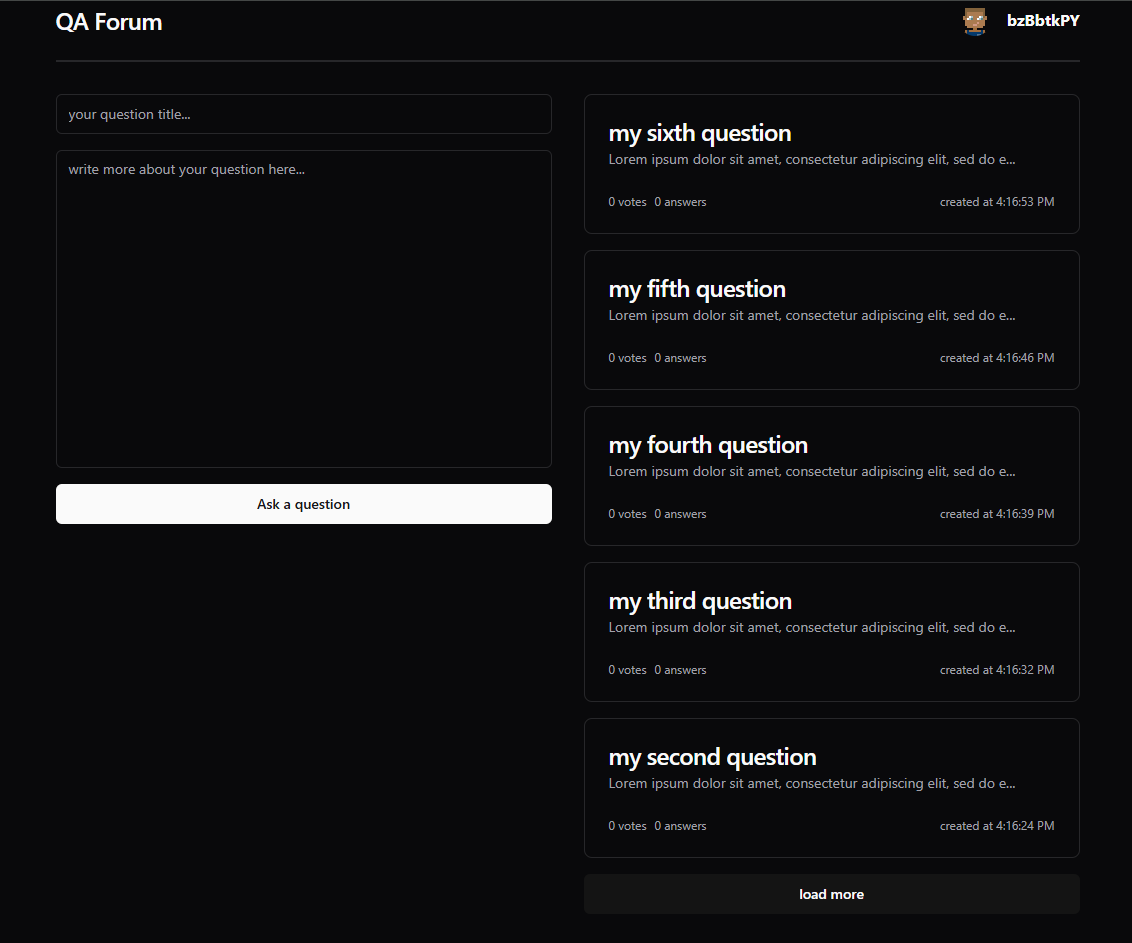 QA Forum
bzBbtkPY
your question title...
write more about your question here...
Ask a question
my sixth question
Lorem ipsum dolor sit amet, consectetur adipiscing elit, sed do e...
0 votes 0 answers
created at 4:16:53 PM
my fifth question
Lorem ipsum dolor sit amet, consectetur adipiscing elit, sed do e...
0 votes 0 answers
created at 4:16:46 PM
my fourth question
Lorem ipsum dolor sit amet, consectetur adipiscing elit, sed do e...
0 votes 0 answers
created at 4:16:39 PM
my third question
Lorem ipsum dolor sit amet, consectetur adipiscing elit, sed do e...
0 votes 0 answers
created at 4:16:32 PM
my second question
Lorem ipsum dolor sit amet, consectetur adipiscing elit, sed do e...
0 votes 0 answers
created at 4:16:24 PM
load more